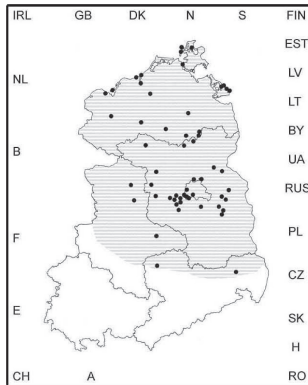 IRL GB DK N S FIN
EST
NL LV
LT
BY
B UA
RUS
F PL
CZ
E SK
H
CH A RO